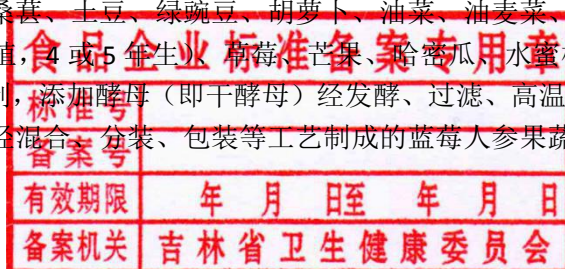 桑葚、土豆、绿豌豆、胡萝卜、油菜、油麦菜、
食品企业标准备案专用章
植，4 或 5 年生）、草莓、芒果、哈密瓜、水蜜
标准号
剂，添加酵母（即干酵母）经发酵、过滤、高温
备案号
经混合、分装、包装等工艺制成的蓝莓人参果蔬
有效期限 年 月 日至 年 月 日
备案机关 吉林省卫生健康委员会